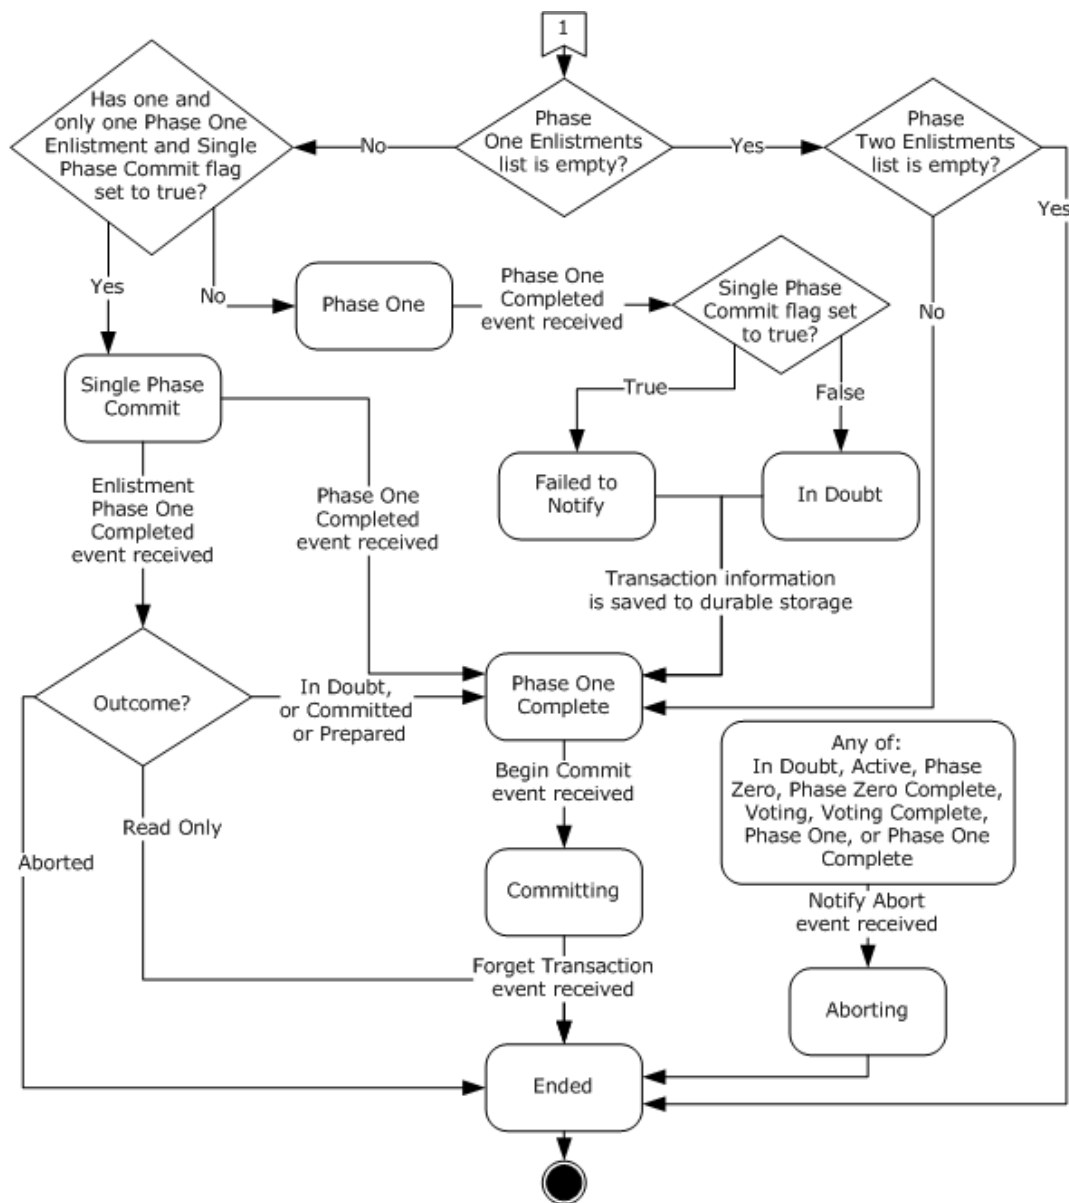 1
Has one and
only one Phase One
Enlistment and Single
Phase Commit flag
set to true?
No
Phase
One Enlistments
list is empty?
Yes
Phase
Two Enlistments
list is empty?
Yes
Yes
No
Phase One
Phase One
Completed
event received
Single Phase
Commit flag set
to true?
No
True
False
Single Phase
Commit
Failed to
Notify
In Doubt
Enlistment
Phase One
Completed
event received
Phase One
Completed
event received
Transaction information
is saved to durable storage
Outcome?
In Doubt,
or Committed
or Prepared
Phase One
Complete
Any of:
In Doubt, Active, Phase
Zero, Phase Zero Complete,
Voting, Voting Complete,
Phase One, or Phase One
Complete
Begin Commit
event received
Read Only
Aborted
Committing
Notify Abort
event received
Forget Transaction
event received
Aborting
Ended